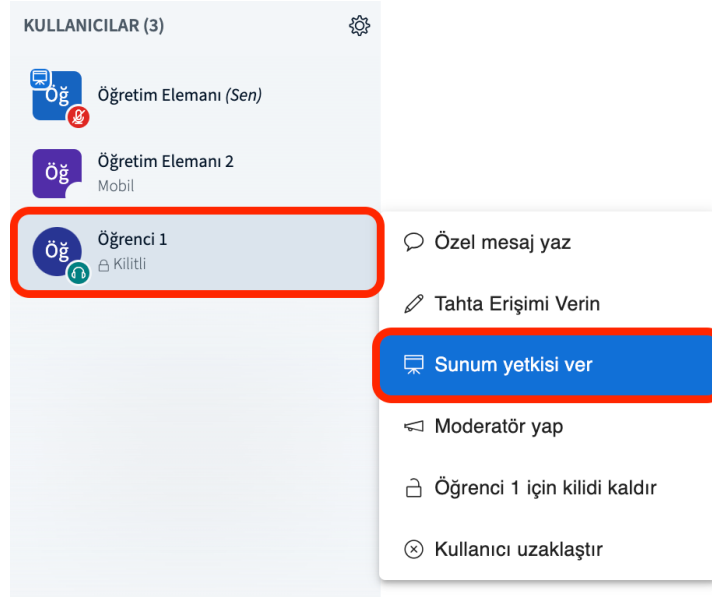 KULLANICILAR (3)
Öğ
Öğretim Elemanı (Sen)
Öğ
Öğretim Elemanı 2
Mobil
Öğ
Öğrenci 1
Kilitli
Özel mesaj yaz
Tahta Erişimi Verin
Sunum yetkisi ver
Moderatör yap
Öğrenci 1 için kilidi kaldır
Kullanıcı uzaklaştır